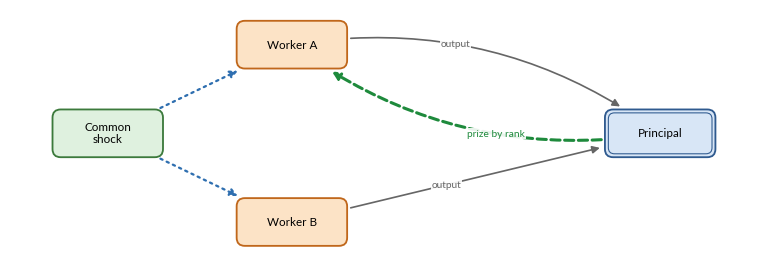 Worker A
output
Common
shock
prize by rank
Principal
output
Worker B